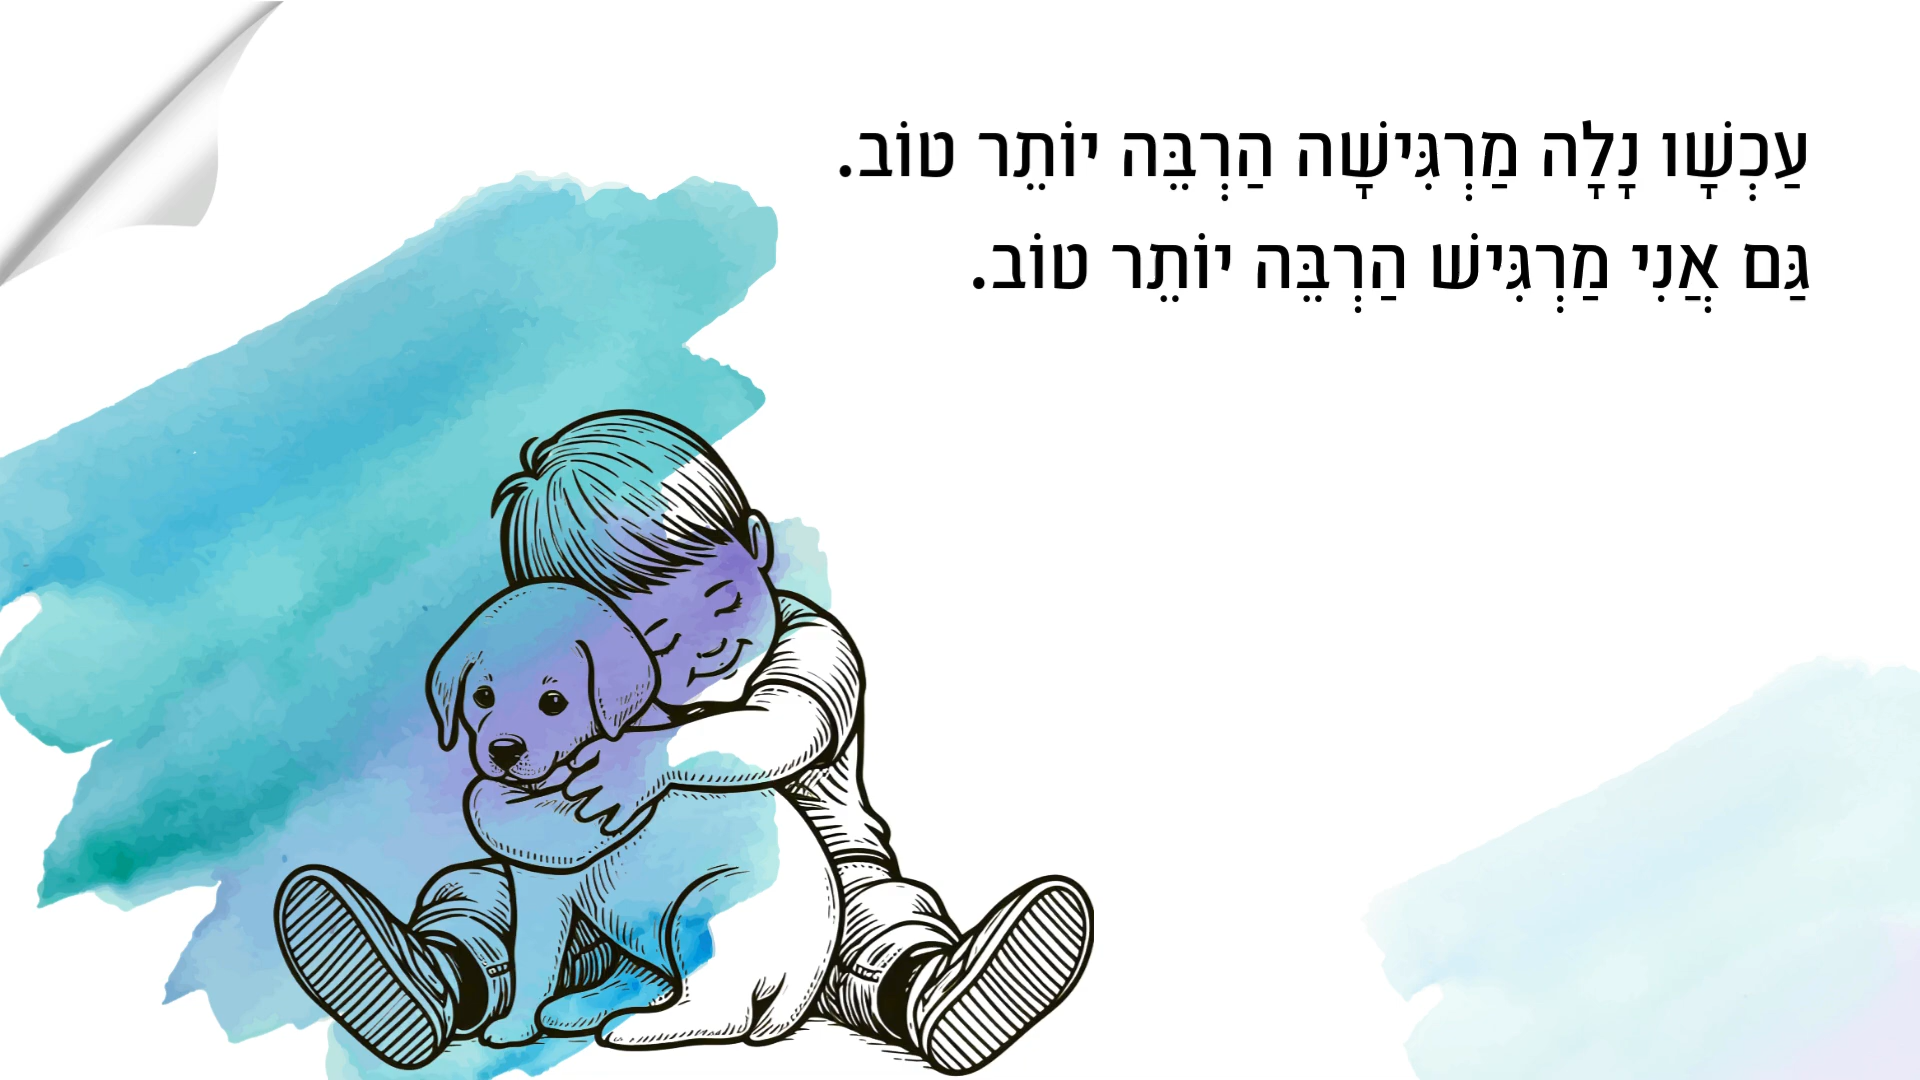 עַכְשָׁו נָלָה מַרְגִּישָׁה הַרְבֵּה יוֹתֵר טוֹב.
גַּם אֲנִי מַרְגִּישׁ הַרְבֵּה יוֹתֵר טוֹב.